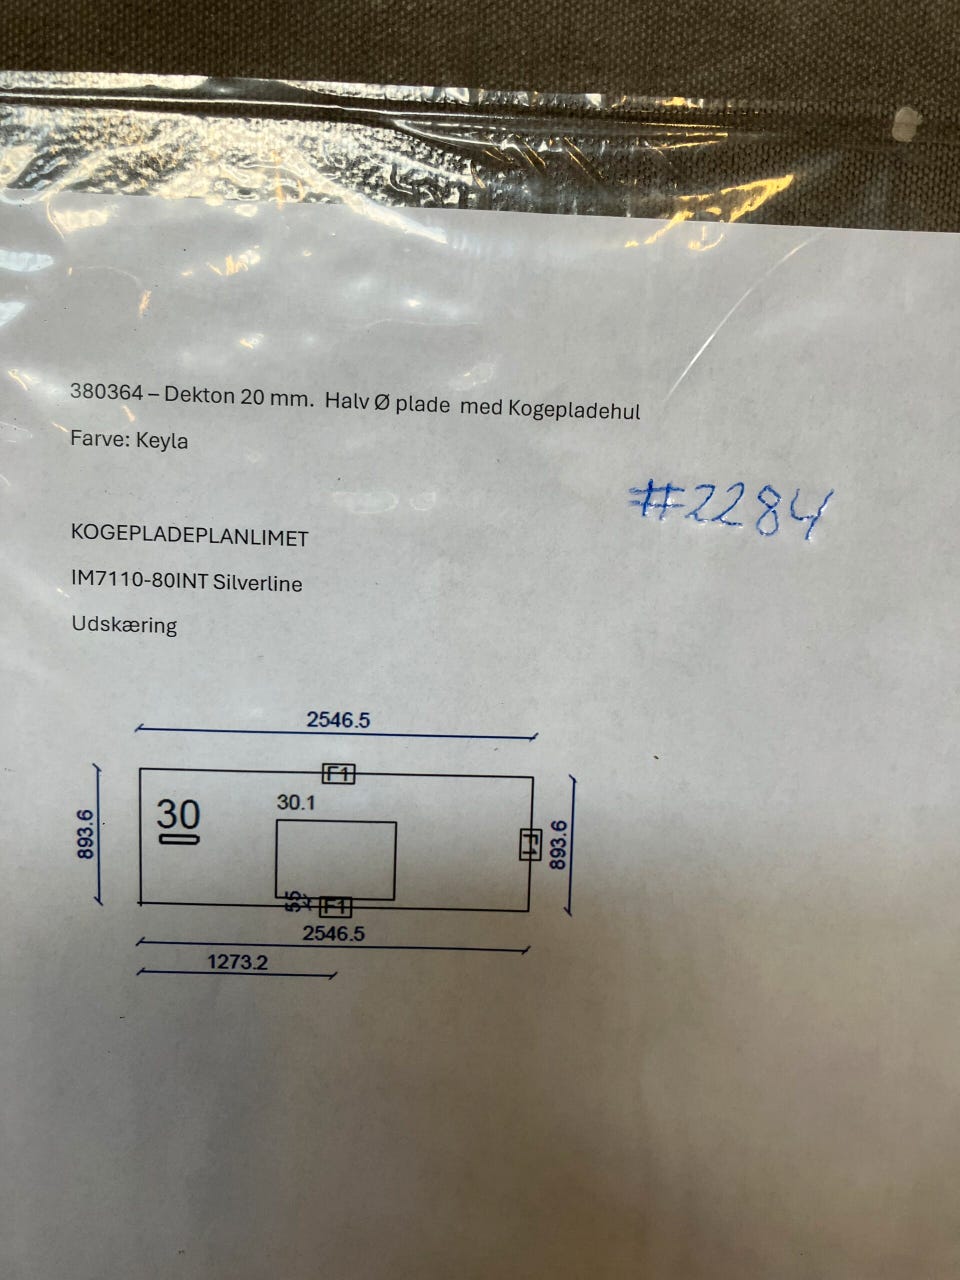 380364 – Dekton 20 mm. Halv Ø plade med Kogepladehul
Farve: Keyla
#2284
KOGEPLADEPLANLIMET
IM7110-80INT Silverline
Udskæring
2546.5
F1
30
30.1
893.6
F1
893.6
55
F1
2546.5
1273.2